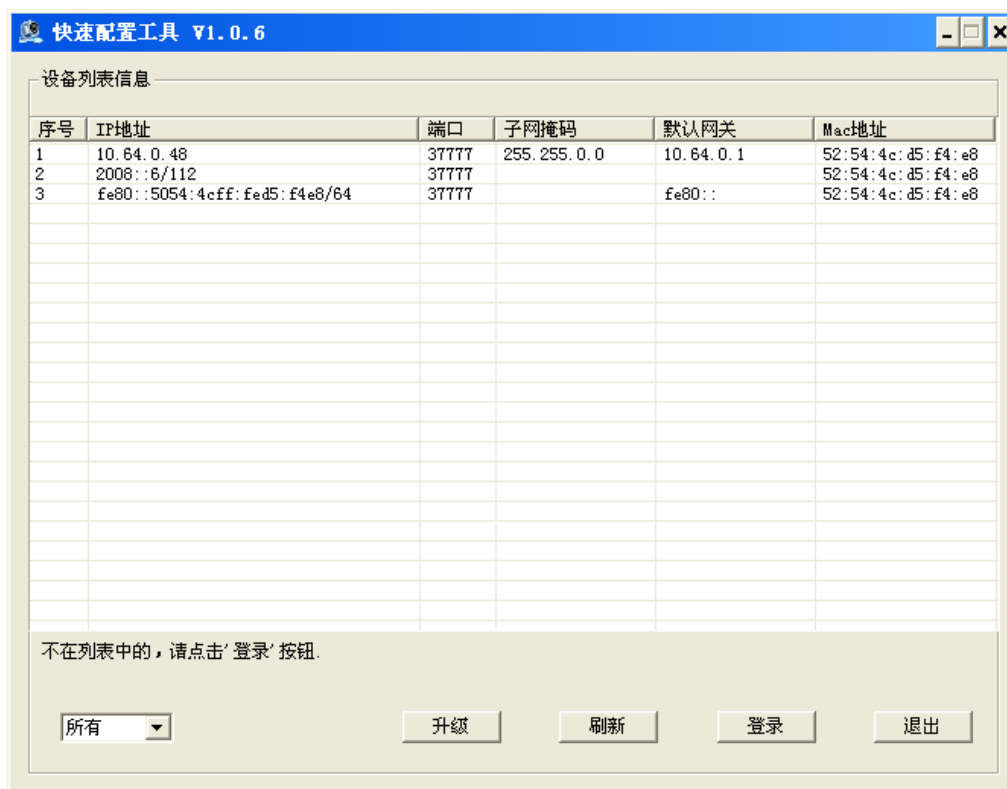 快速配置工具 V1.0.6
设备列表信息
序号 IP地址 端口 子网掩码 默认网关 Mac地址
1 10.64.0.48 37777 255.255.0.0 10.64.0.1 52:54:4c:d5:f4:e8
2 2008::6/112 37777 52:54:4c:d5:f4:e8
3 fe80::5054:4cff:fed5:f4e8/64 37777 fe80:: 52:54:4c:d5:f4:e8
不在列表中的，请点击'登录'按钮.
所有 升级 刷新 登录 退出